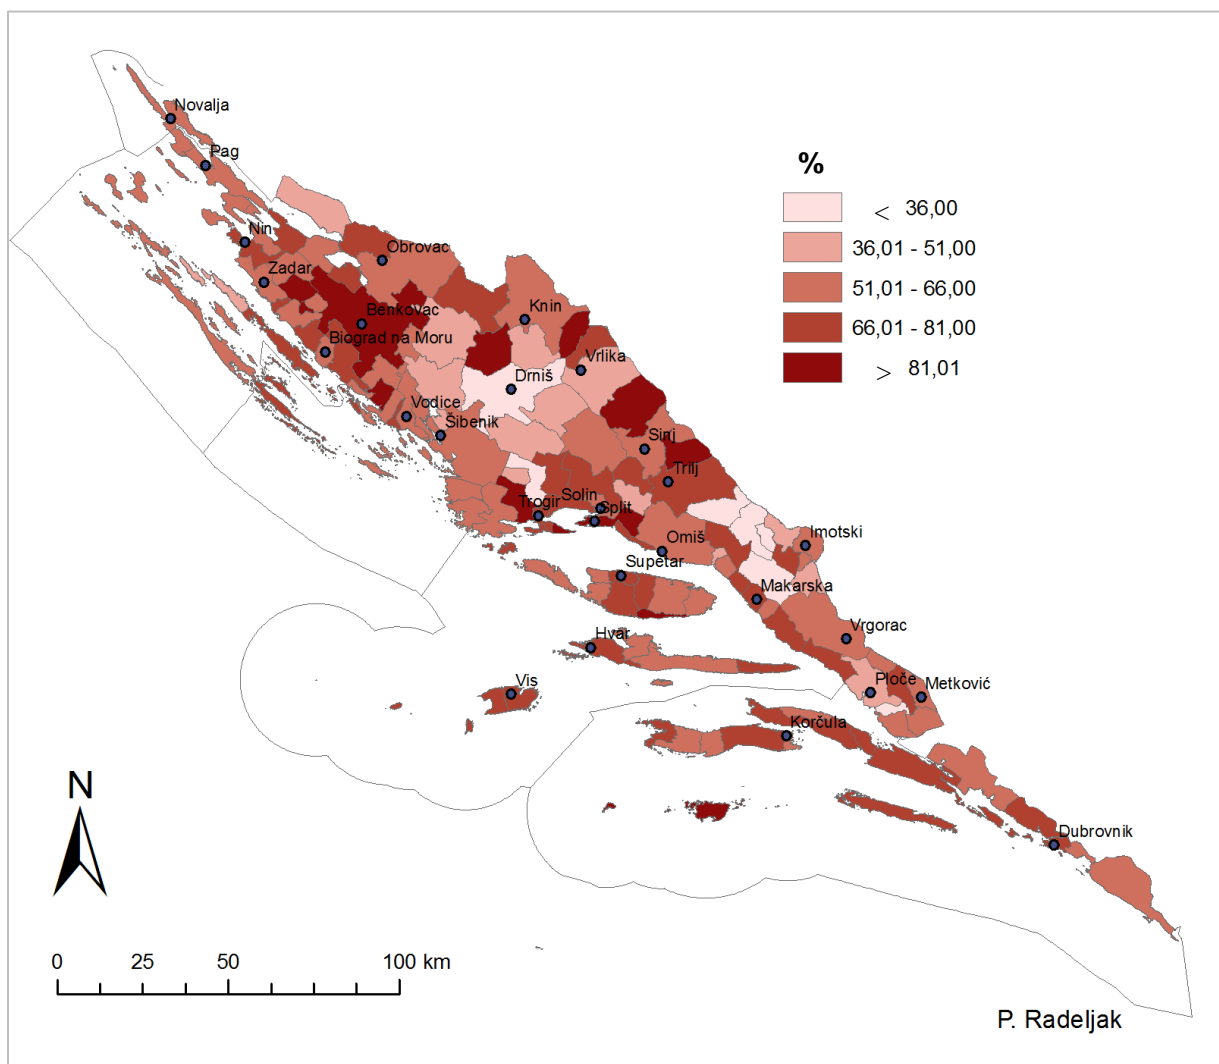 Novalja
Pag
%
< 36,00
Nin
Obrovac
36,01 - 51,00
Zadar
51,01 - 66,00
Benkovac
Knin
66,01 - 81,00
Biograd na Moru
Vrlika
> 81,01
Drniš
Vodice
Šibenik
Sinj
Trilj
Trogir
Solin
Split
Omiš
Imotski
Supetar
Makarska
Hvar
Vrgorac
Vis
Ploče
Metković
Korčula
N
Dubrovnik
0 25 50 100 km
P. Radeljak